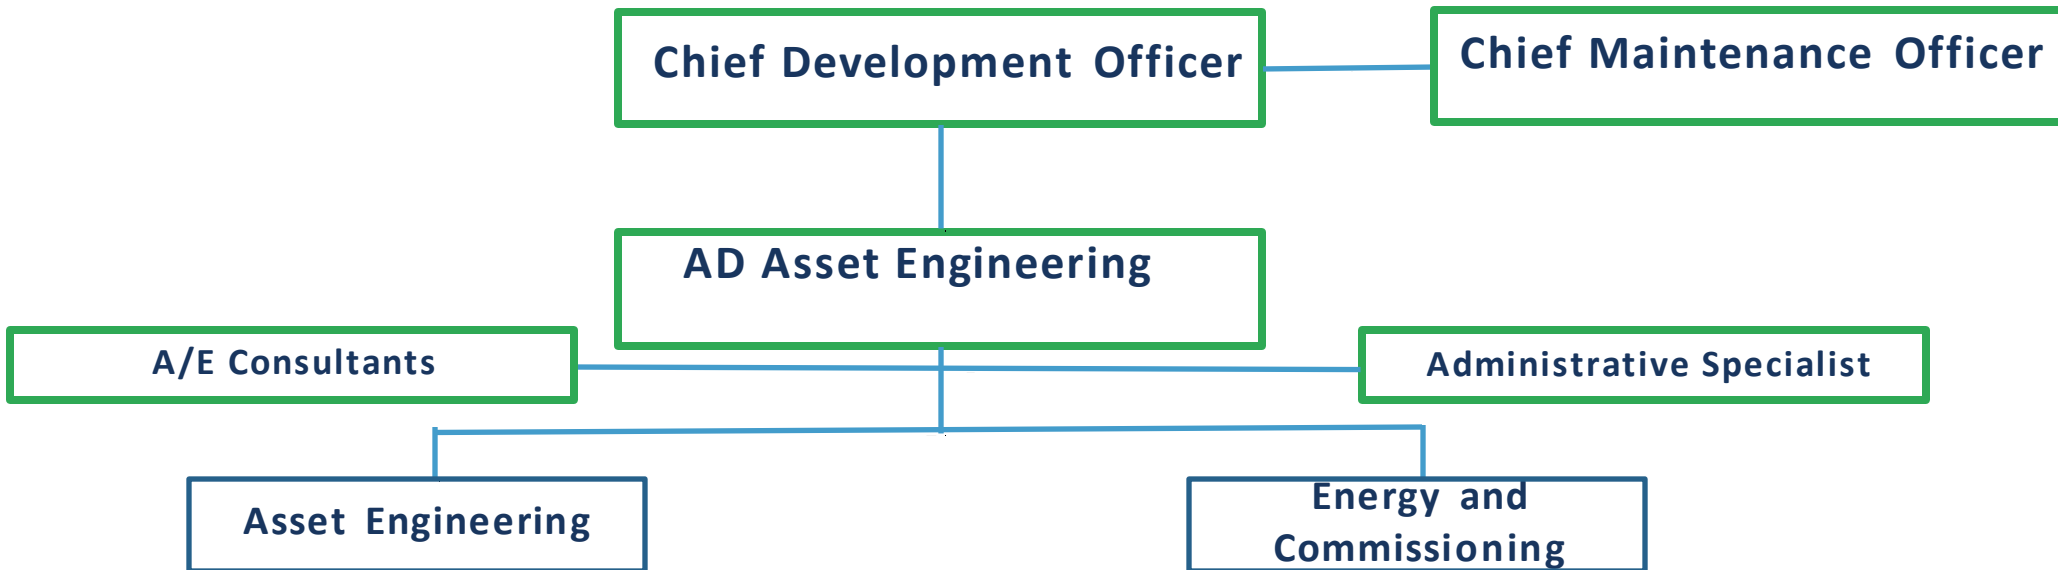 Chief Development Officer
Chief Maintenance Officer
AD Asset Engineering
A/E Consultants
Administrative Specialist
Asset Engineering
Energy and
Commissioning